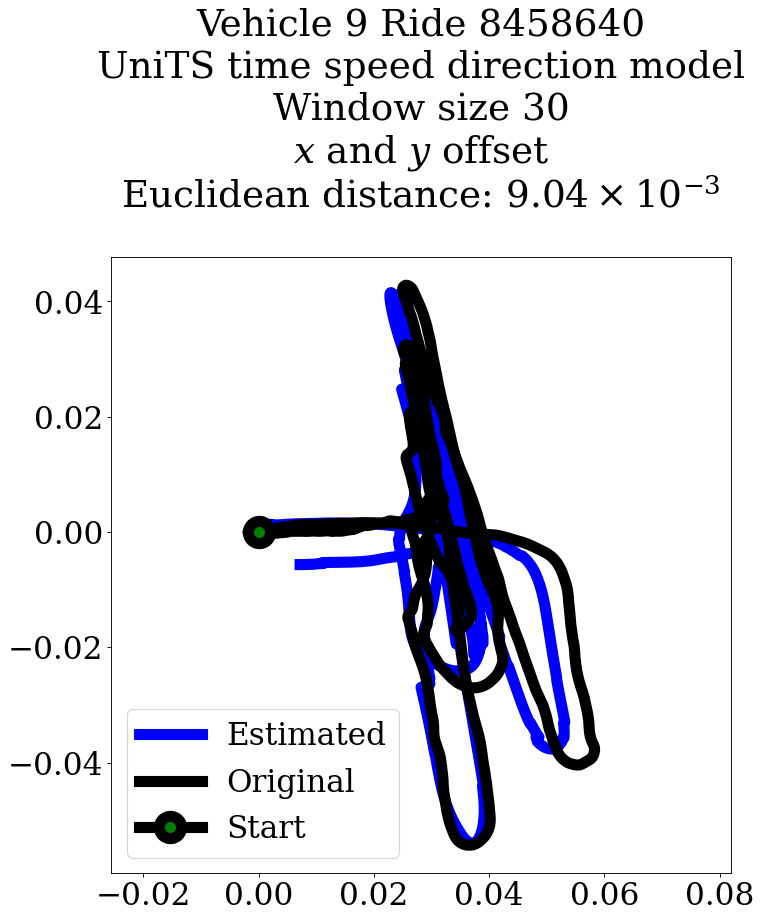 Vehicle 9 Ride 8458640
UniTS time speed direction model
Window size 30
x and y offset
Euclidean distance: 9.04 × 10⁻³
0.04
0.02
0.00
−0.02
−0.04
Estimated
Original
Start
−0.02 0.00 0.02 0.04 0.06 0.08